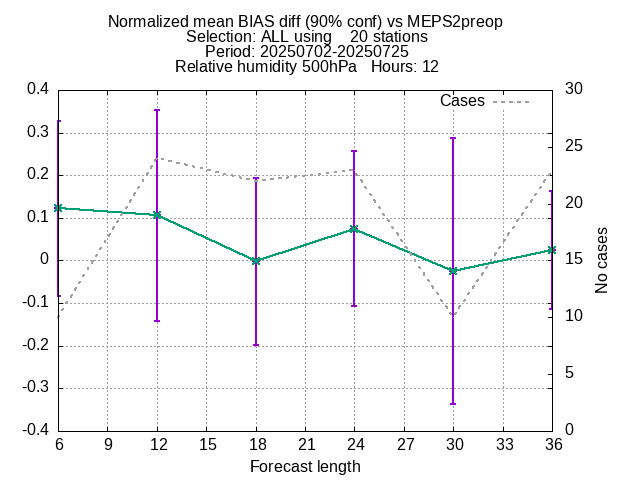 Normalized mean BIAS diff (90% conf) vs MEPS2preop
Selection: ALL using    20 stations
Period: 20250702-20250725
Relative humidity 500hPa   Hours: 12
Cases
0.4
0.3
0.2
0.1
0
-0.1
-0.2
-0.3
-0.4
30
25
20
15
10
5
0
No cases
6 9 12 15 18 21 24 27 30 33 36
Forecast length